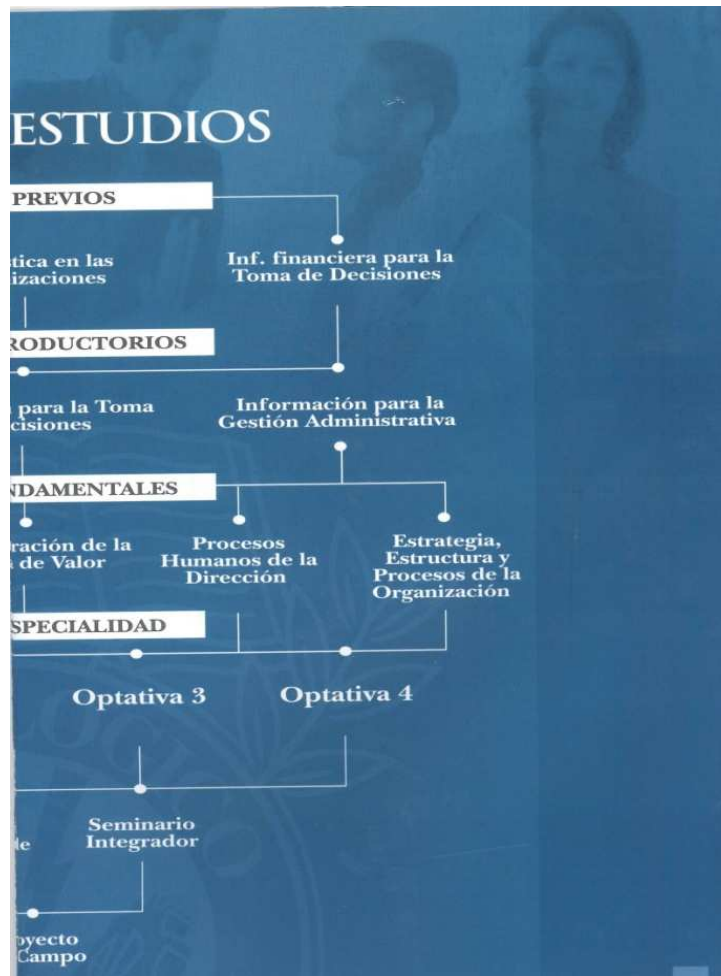 ESTUDIOS
PREVIOS
stica en las
izaciones
Inf. financiera para la
Toma de Decisiones
RODUCTORIOS
para la Toma
cisiones
Información para la
Gestión Administrativa
NDAMENTALES
ración de la
de Valor
Procesos
Humanos de la
Dirección
Estrategia,
Estructura y
Procesos de la
Organización
SPECIALIDAD
Optativa 3
Optativa 4
Seminario
Integrador
de
oyecto
Campo